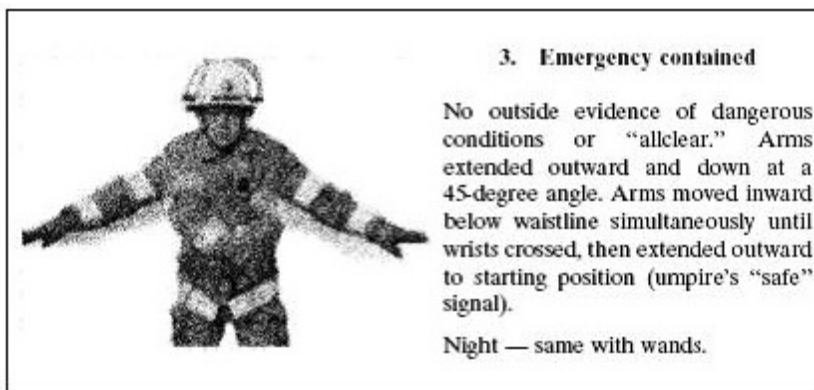 3. Emergency contained
No outside evidence of dangerous
conditions or “allclear.” Arms
extended outward and down at a
45-degree angle. Arms moved inward
below waistline simultaneously until
wrists crossed, then extended outward
to starting position (umpire’s “safe”
signal).
Night — same with wands.